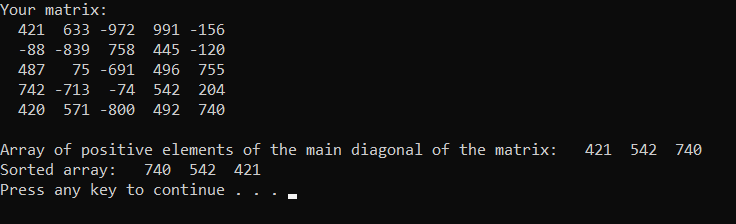 Your matrix:
  421  633 -972  991 -156
  -88 -839  758  445 -120
  487   75 -691  496  755
  742 -713  -74  542  204
  420  571 -800  492  740
Array of positive elements of the main diagonal of the matrix:   421  542  740
Sorted array:   740  542  421
Press any key to continue . . .